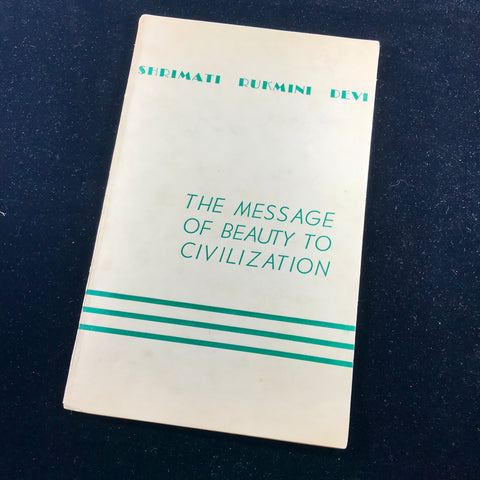 SHRIMATI RUKMINI DEVI
THE MESSAGE
OF BEAUTY TO
CIVILIZATION